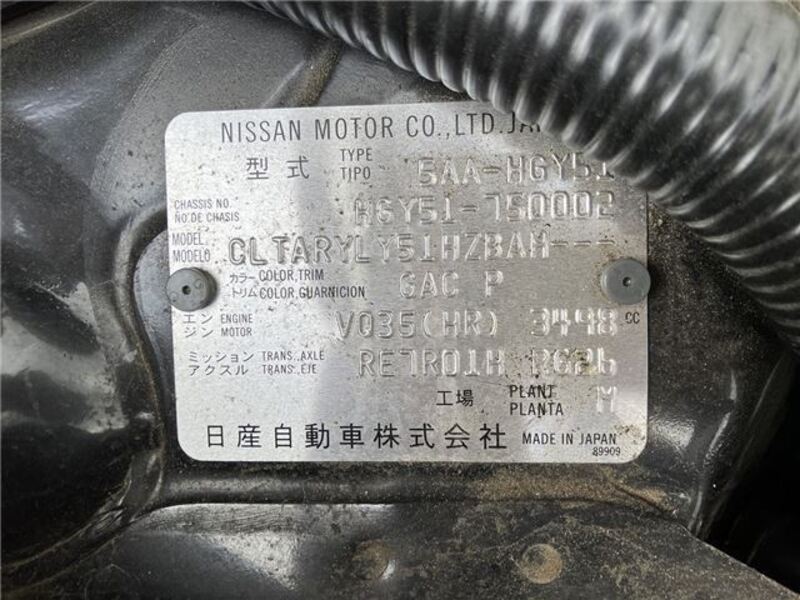 NISSAN MOTOR CO.,LTD.JAP
型式 TYPE TIPO 5AA-HGY51
CHASSIS NO. NO.DE CHASIS HGY51-750002
MODEL MODELO CLTARYLY51HZBAH---
カラー COLOR,TRIM トリム COLOR,GUARNICION GAC P
エンジン ENGINE MOTOR VQ35(HR) 3498 CC
ミッション TRANS.,AXLE アクスル TRANS.,EJE RE7R01H RG26
工場 PLANT PLANTA M
日産自動車株式会社 MADE IN JAPAN
89909